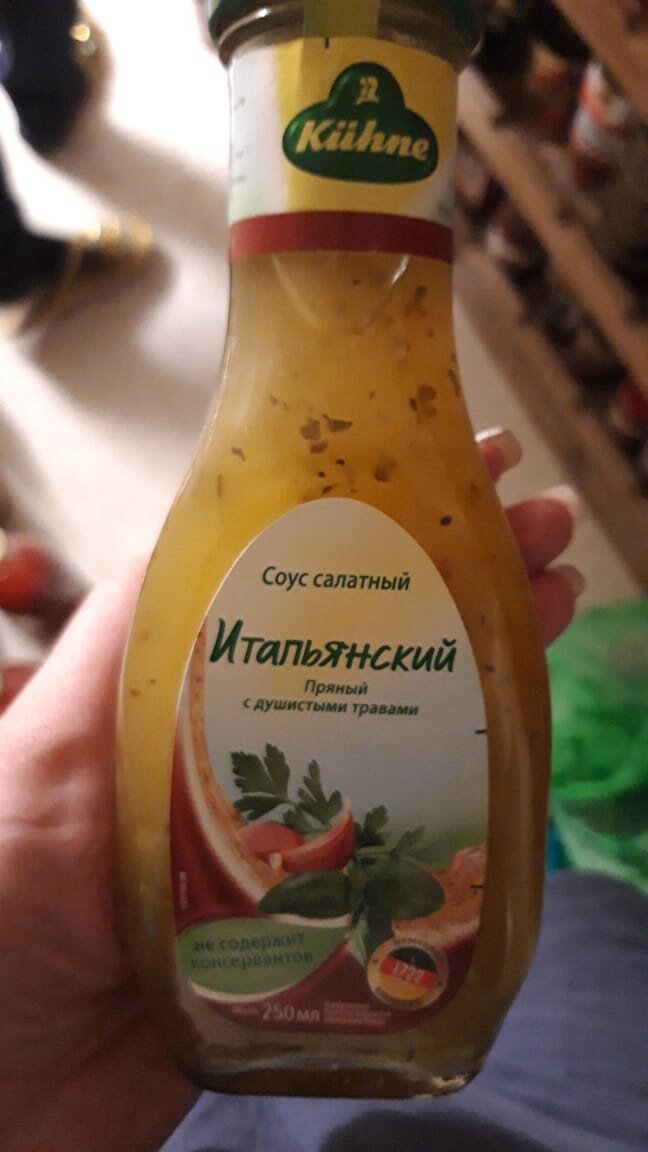 Kühne
Соус салатный
Итальянский
Пряный
с душистыми травами
не содержит
консервантов
1722
250 мл